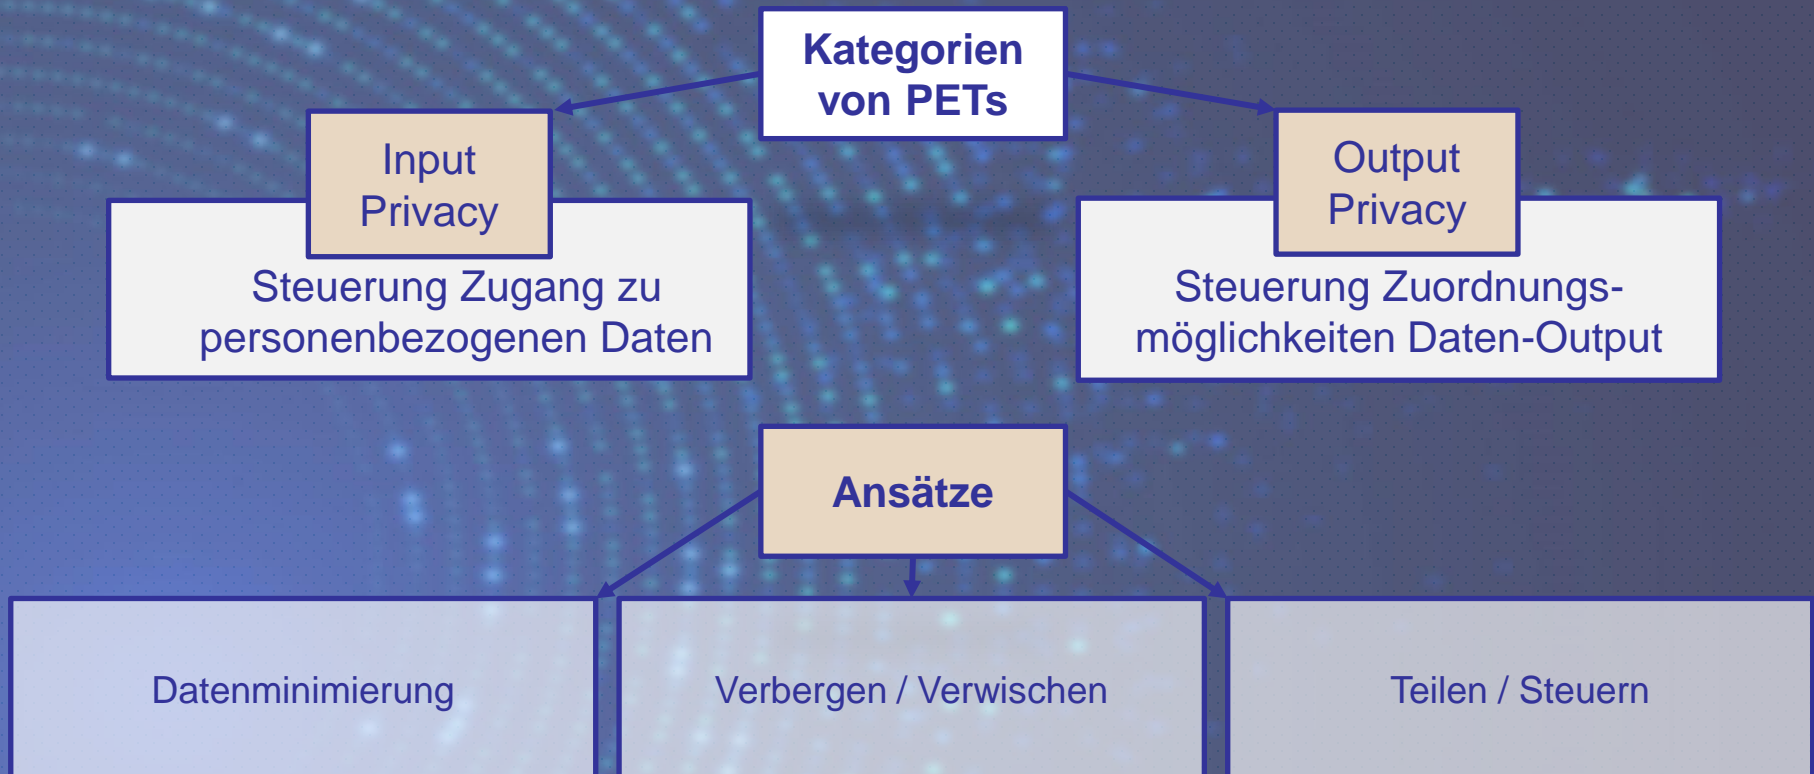 Kategorien
von PETs
Input
Privacy
Steuerung Zugang zu
personenbezogenen Daten
Output
Privacy
Steuerung Zuordnungs-
möglichkeiten Daten-Output
Ansätze
Datenminimierung
Verbergen / Verwischen
Teilen / Steuern